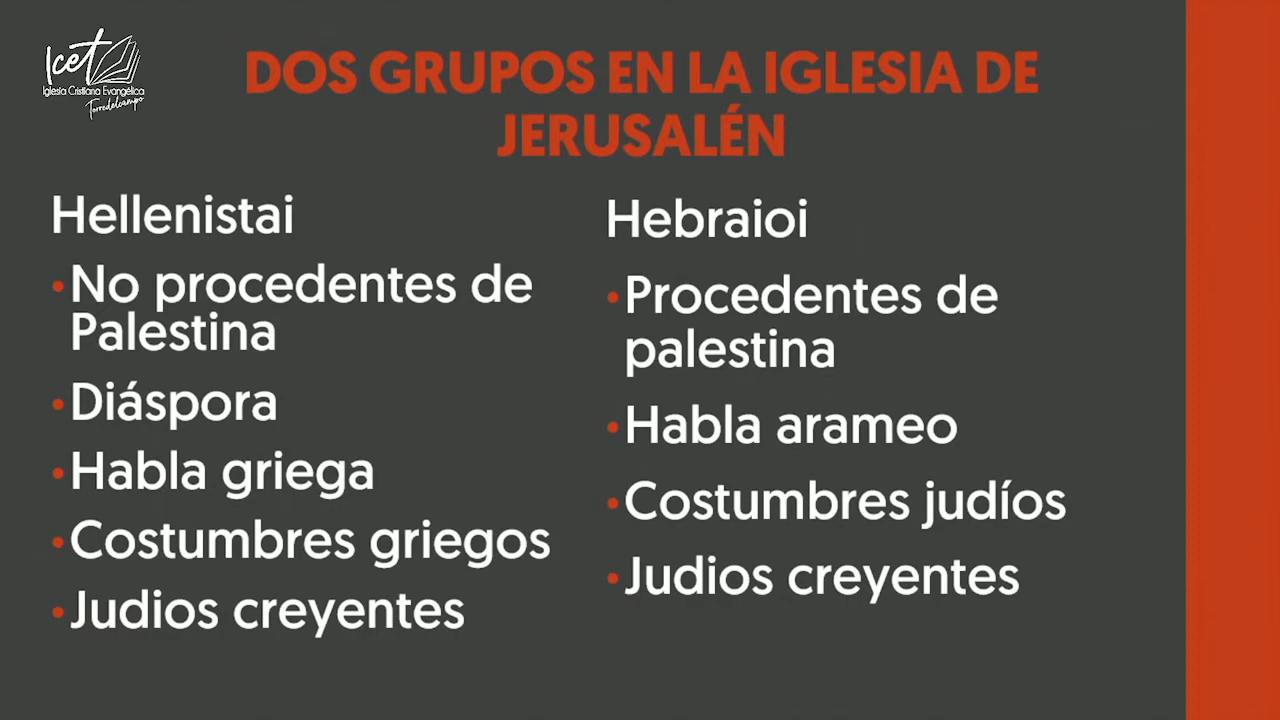 Icet
Iglesia Cristiana Evangélica
Torredelcampo
DOS GRUPOS EN LA IGLESIA DE
JERUSALÉN
Hellenistai
•No procedentes de
Palestina
•Diáspora
•Habla griega
•Costumbres griegos
•Judios creyentes
Hebraioi
•Procedentes de
palestina
•Habla arameo
•Costumbres judíos
•Judios creyentes